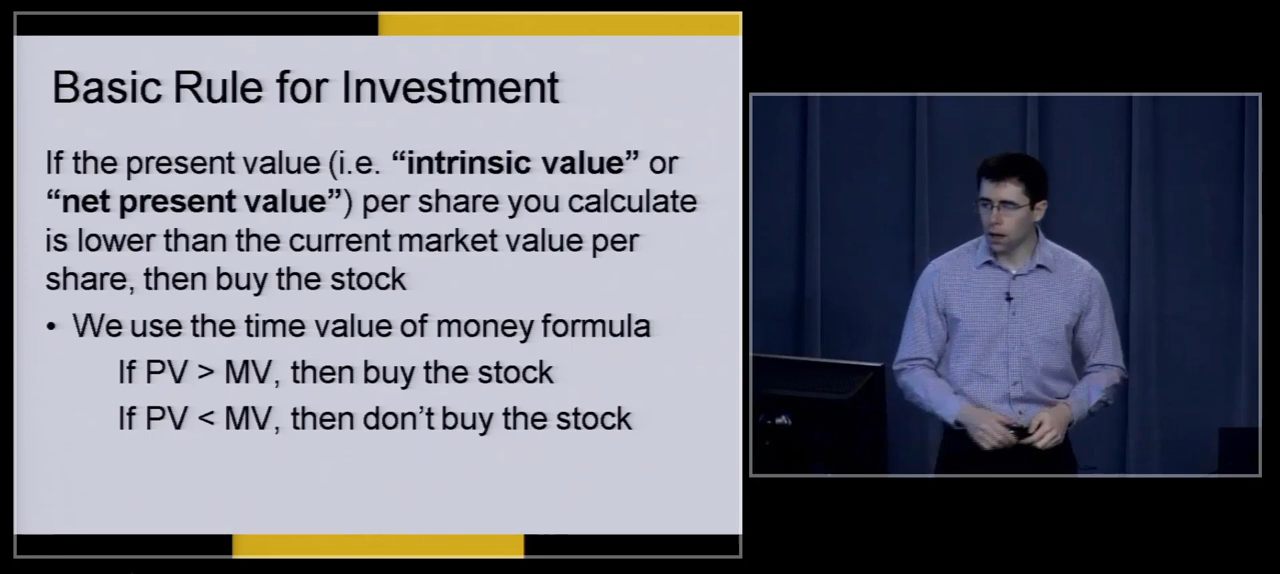 Basic Rule for Investment
If the present value (i.e. “intrinsic value” or
“net present value”) per share you calculate
is lower than the current market value per
share, then buy the stock
• We use the time value of money formula
If PV > MV, then buy the stock
If PV < MV, then don’t buy the stock